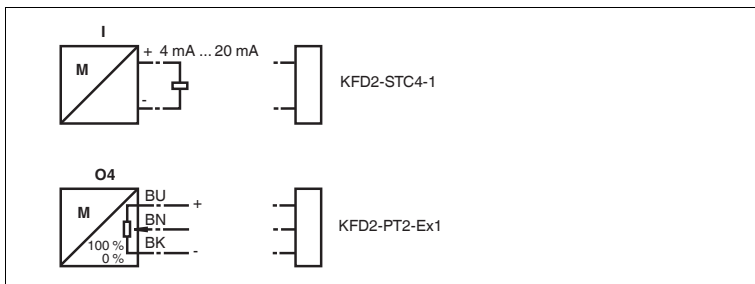 I
M
+ 4 mA ... 20 mA
-
KFD2-STC4-1
O4
M
BU +
BN
BK -
100 %
0 %
KFD2-PT2-Ex1